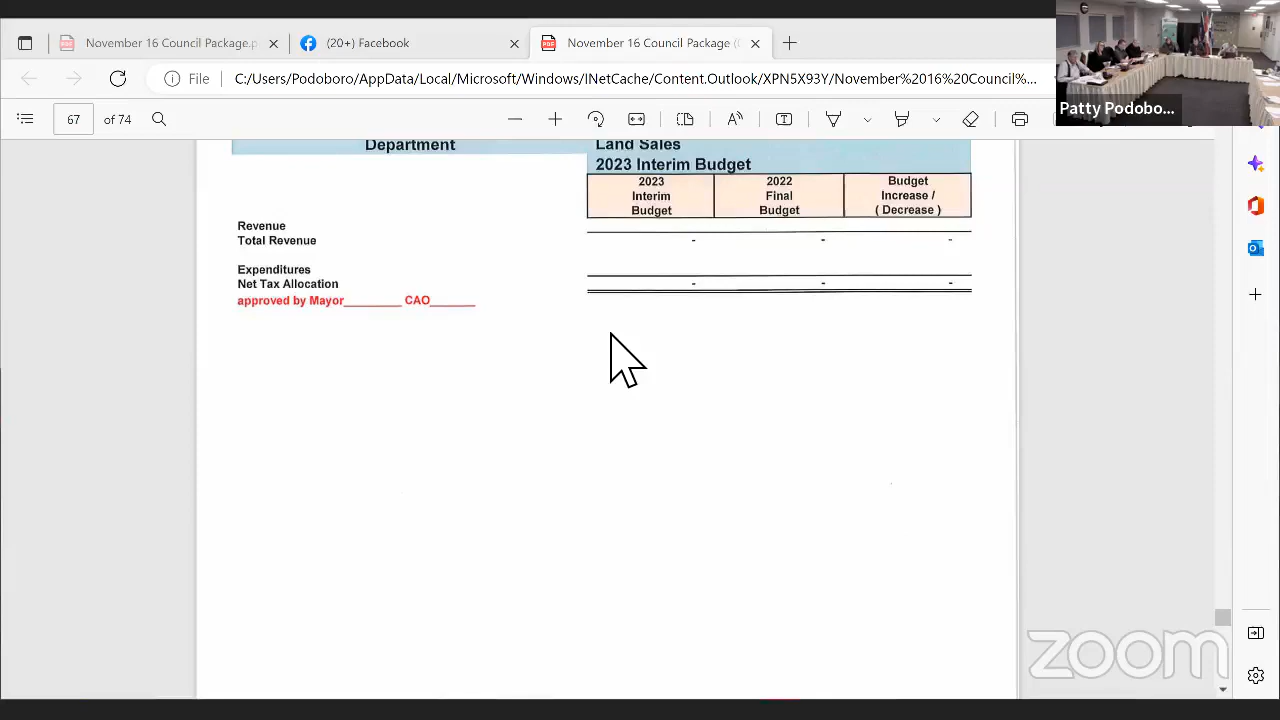 November 16 Council Package.p
(20+) Facebook
November 16 Council Package (
File
C:/Users/Podoboro/AppData/Local/Microsoft/Windows/INetCache/Content.Outlook/XPN5X93Y/November%2016%20Council%...
Patty Podobo...
67 of 74
Department
Land Sales
2023 Interim Budget
2023 Interim Budget
2022 Final Budget
Budget Increase / ( Decrease )
Revenue
Total Revenue - - -
Expenditures
Net Tax Allocation - - -
approved by Mayor_________ CAO_______
zoom